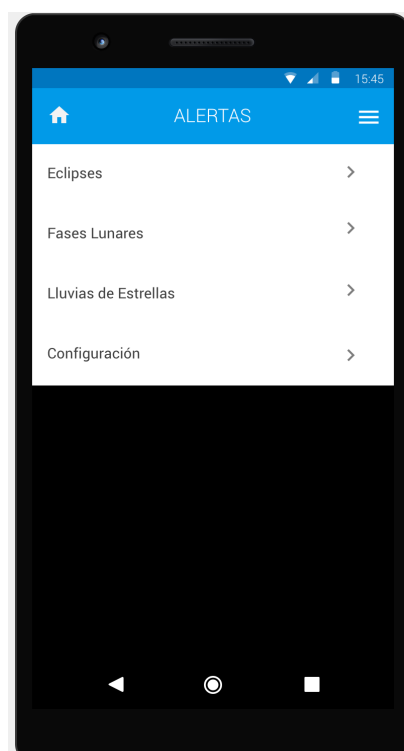 15:45
ALERTAS
Eclipses
Fases Lunares
Lluvias de Estrellas
Configuración